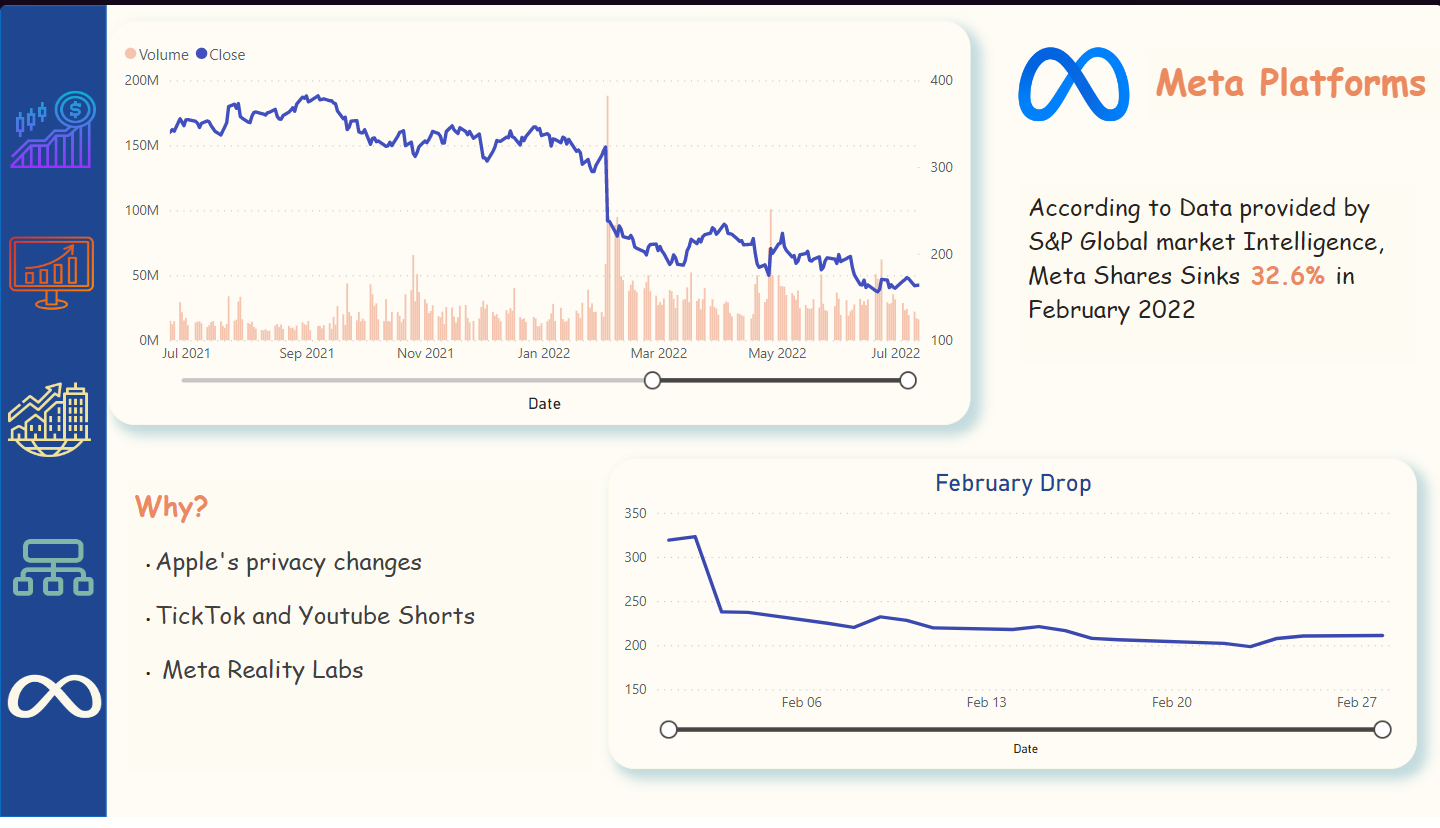 Volume Close
200M
150M
100M
50M
0M
400
300
200
100
Jul 2021 Sep 2021 Nov 2021 Jan 2022 Mar 2022 May 2022 Jul 2022
Date
Meta Platforms
According to Data provided by
S&P Global market Intelligence,
Meta Shares Sinks 32.6% in
February 2022
Why?
· Apple's privacy changes
· TickTok and Youtube Shorts
· Meta Reality Labs
February Drop
350
300
250
200
150
Feb 06 Feb 13 Feb 20 Feb 27
Date
$